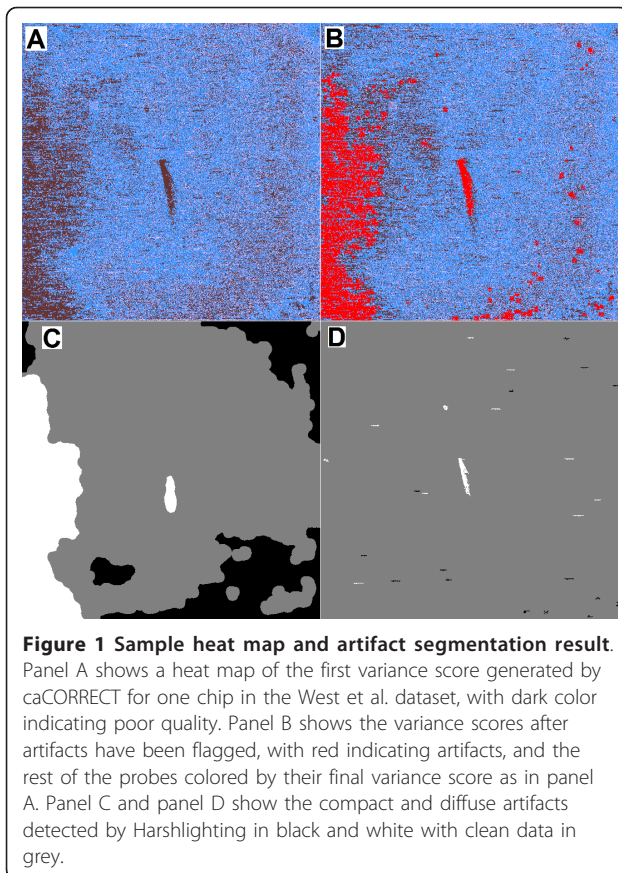 A
B
C
D
Figure 1 Sample heat map and artifact segmentation result.
Panel A shows a heat map of the first variance score generated by
caCORRECT for one chip in the West et al. dataset, with dark color
indicating poor quality. Panel B shows the variance scores after
artifacts have been flagged, with red indicating artifacts, and the
rest of the probes colored by their final variance score as in panel
A. Panel C and panel D show the compact and diffuse artifacts
detected by Harshlighting in black and white with clean data in
grey.